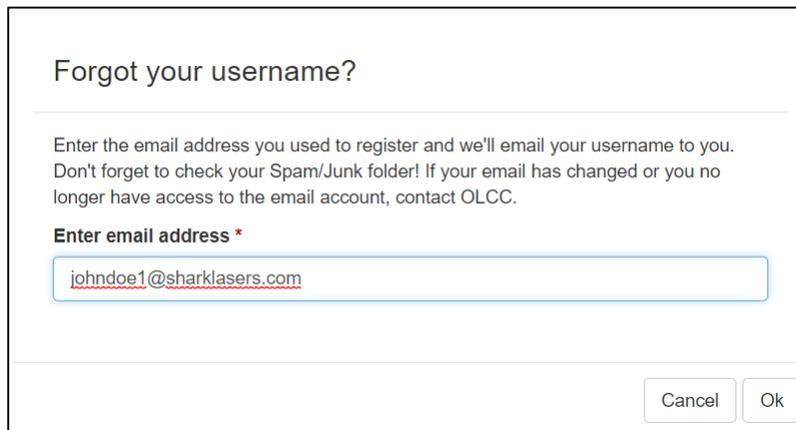 Forgot your username?
Enter the email address you used to register and we'll email your username to you.
Don't forget to check your Spam/Junk folder! If your email has changed or you no
longer have access to the email account, contact OLCC.
Enter email address *
johndoe1@sharklasers.com
Cancel Ok